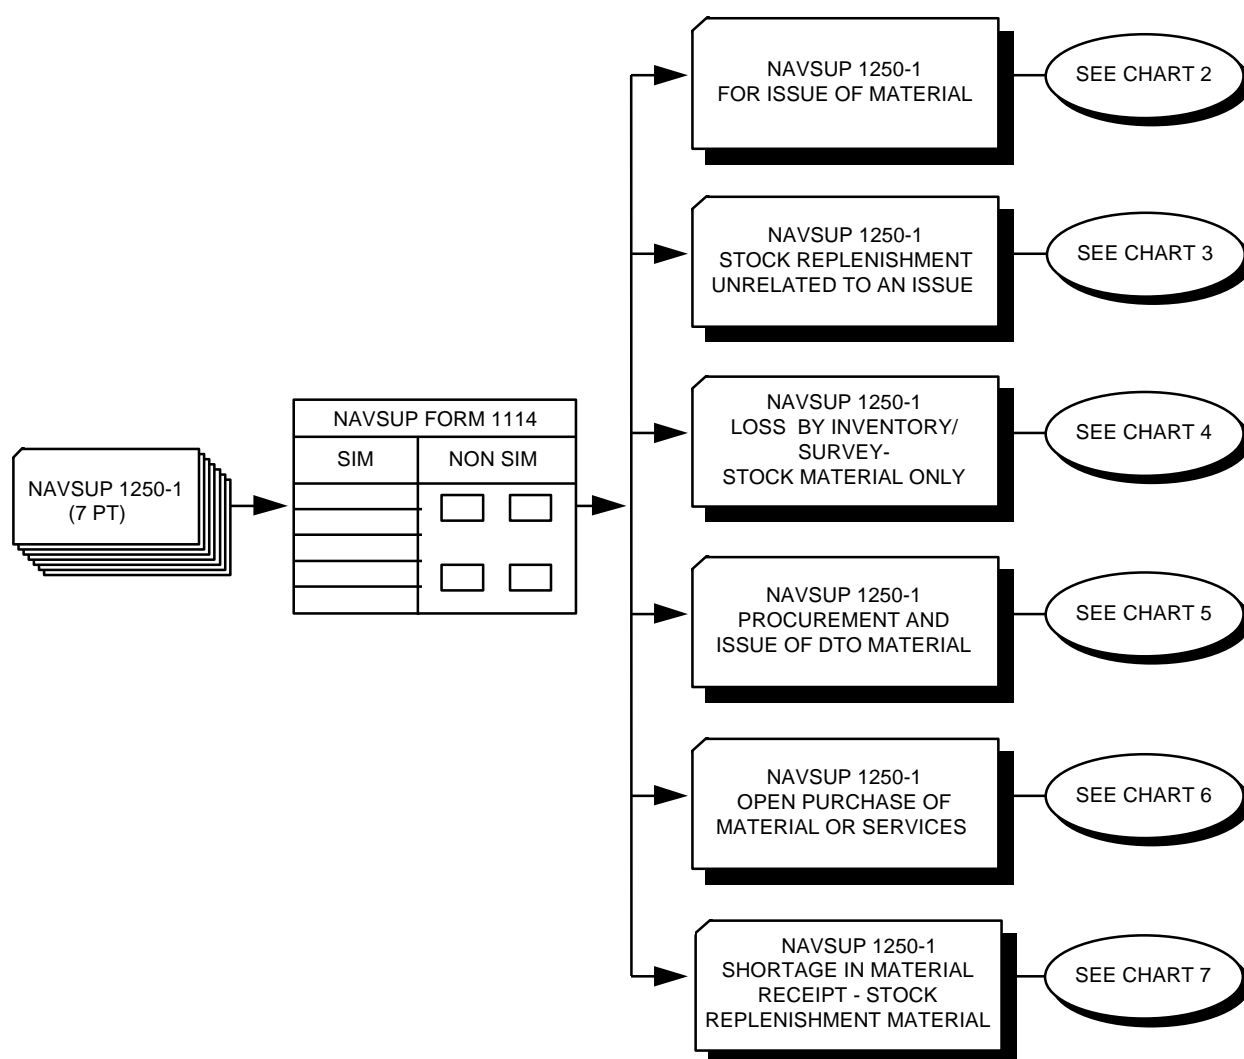 NAVSUP 1250-1
(7 PT)
NAVSUP FORM 1114
SIM
NON SIM
NAVSUP 1250-1
FOR ISSUE OF MATERIAL
SEE CHART 2
NAVSUP 1250-1
STOCK REPLENISHMENT
UNRELATED TO AN ISSUE
SEE CHART 3
NAVSUP 1250-1
LOSS BY INVENTORY/
SURVEY-
STOCK MATERIAL ONLY
SEE CHART 4
NAVSUP 1250-1
PROCUREMENT AND
ISSUE OF DTO MATERIAL
SEE CHART 5
NAVSUP 1250-1
OPEN PURCHASE OF
MATERIAL OR SERVICES
SEE CHART 6
NAVSUP 1250-1
SHORTAGE IN MATERIAL
RECEIPT - STOCK
REPLENISHMENT MATERIAL
SEE CHART 7